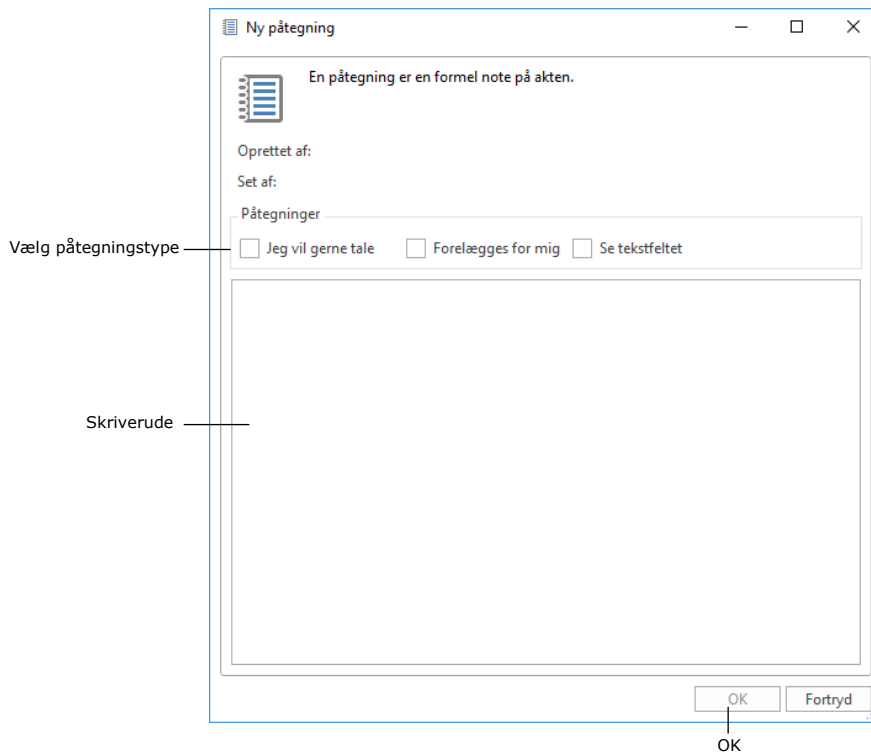 Ny påtegning
En påtegning er en formel note på akten.
Oprettet af:
Set af:
Påtegninger
Vælg påtegningstype
Jeg vil gerne tale Forelægges for mig Se tekstfeltet
Skriverude
OK Fortryd
OK